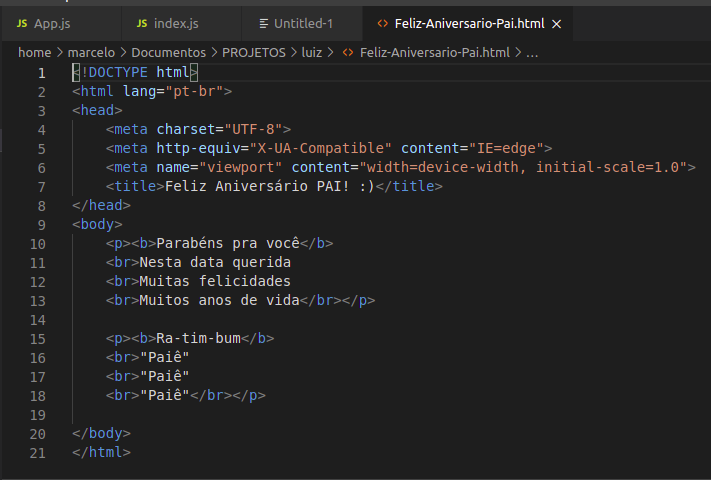 JS App.js JS index.js Untitled-1 <> Feliz-Aniversario-Pai.html ×
home > marcelo > Documentos > PROJETOS > luiz > <> Feliz-Aniversario-Pai.html > ...
1 <!DOCTYPE html>
2 <html lang="pt-br">
3 <head>
4     <meta charset="UTF-8">
5     <meta http-equiv="X-UA-Compatible" content="IE=edge">
6     <meta name="viewport" content="width=device-width, initial-scale=1.0">
7     <title>Feliz Aniversário PAI! :)</title>
8 </head>
9 <body>
10     <p><b>Parabéns pra você</b>
11     <br>Nesta data querida
12     <br>Muitas felicidades
13     <br>Muitos anos de vida</br></p>
14
15     <p><b>Ra-tim-bum</b>
16     <br>"Paiê"
17     <br>"Paiê"
18     <br>"Paiê"</br></p>
19
20 </body>
21 </html>